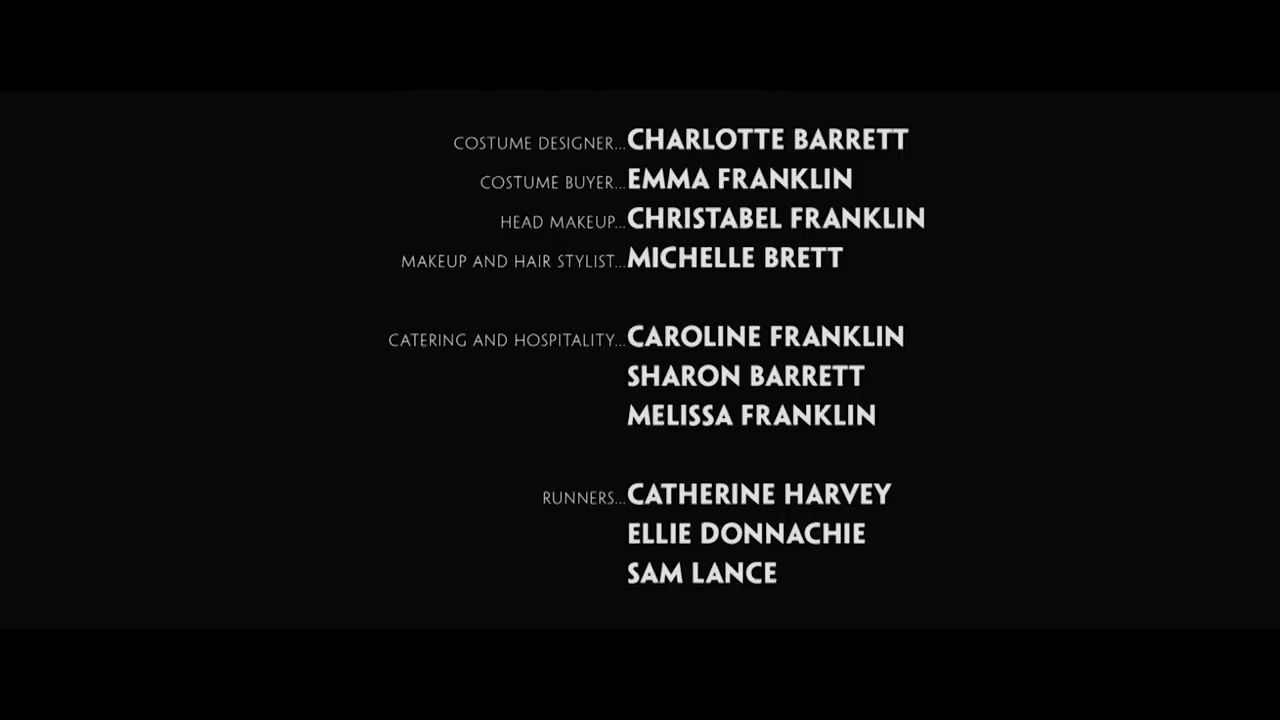 COSTUME DESIGNER...CHARLOTTE BARRETT
COSTUME BUYER...EMMA FRANKLIN
HEAD MAKEUP...CHRISTABEL FRANKLIN
MAKEUP AND HAIR STYLIST...MICHELLE BRETT
CATERING AND HOSPITALITY...CAROLINE FRANKLIN
SHARON BARRETT
MELISSA FRANKLIN
RUNNERS...CATHERINE HARVEY
ELLIE DONNACHIE
SAM LANCE